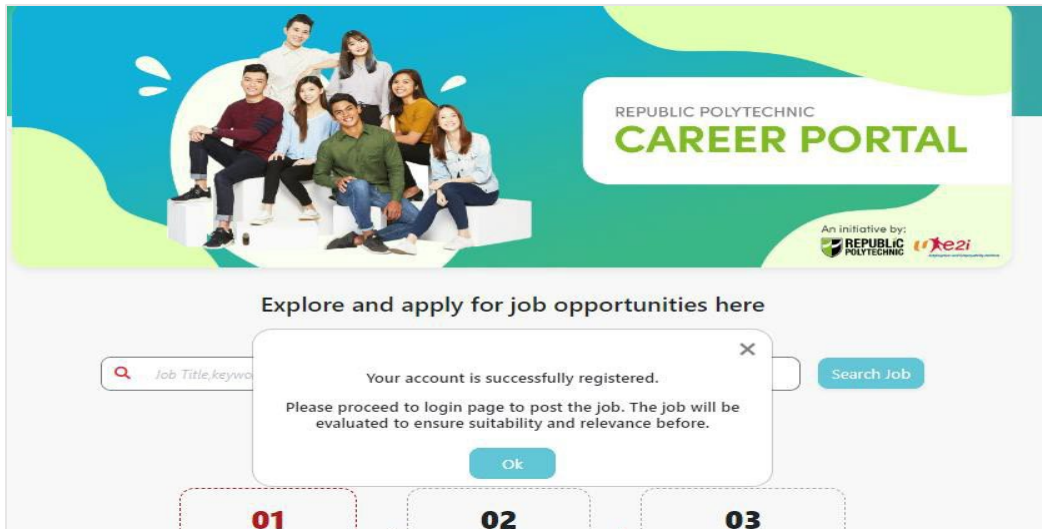 REPUBLIC POLYTECHNIC
CAREER PORTAL
An initiative by:
REPUBLIC
POLYTECHNIC
e2i
Explore and apply for job opportunities here
Job Title,keywo
Search Job
Your account is successfully registered.
Please proceed to login page to post the job. The job will be
evaluated to ensure suitability and relevance before.
Ok
01
02
03